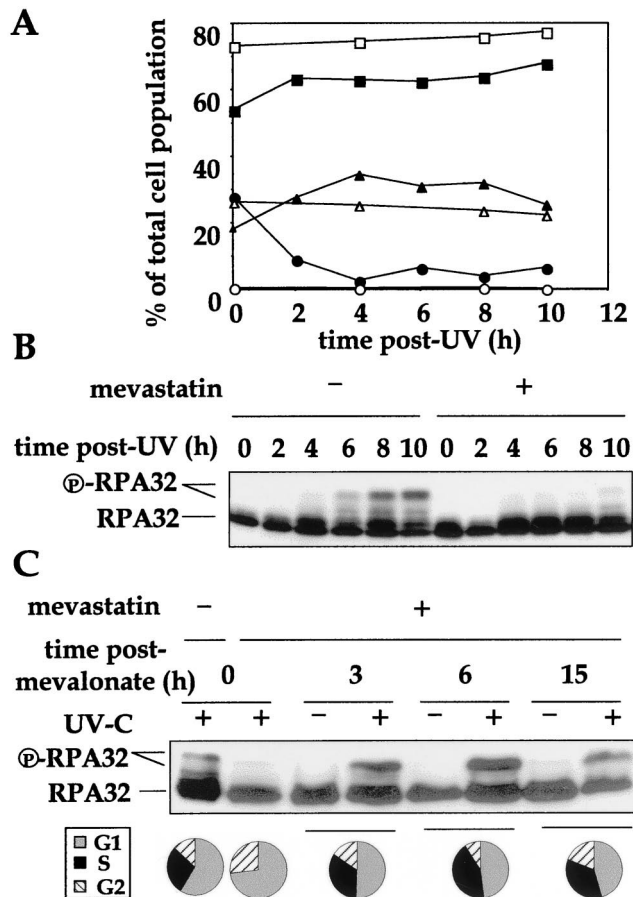 A
% of total cell population
80
60
40
20
0
0 2 4 6 8 10 12
time post-UV (h)
B
mevastatin − +
time post-UV (h) 0 2 4 6 8 10 0 2 4 6 8 10
Ⓟ-RPA32
RPA32
C
mevastatin − +
time post-
mevalonate (h) 0 3 6 15
UV-C + + − + − + − +
Ⓟ-RPA32
RPA32
G1
S
G2